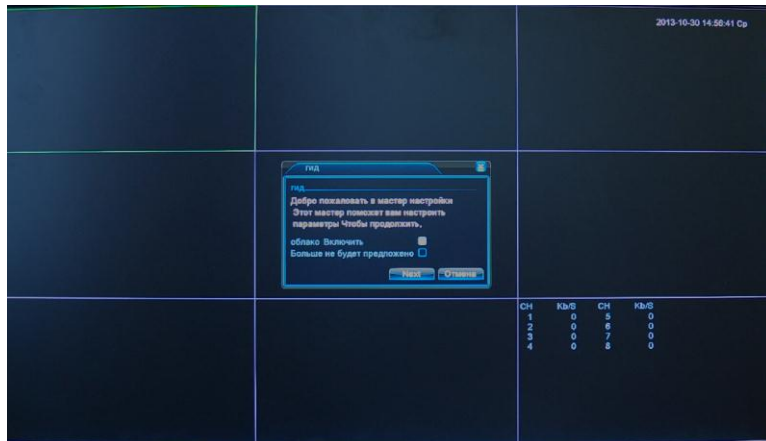 2013-10-30 14:56:41 Ср
гид
гид
Добро пожаловать в мастер настройки
Этот мастер поможет вам настроить
параметры Чтобы продолжить.
облако Включить
Больше не будет предложено
Next Отмена
CH Kb/S CH Kb/S
1 0 5 0
2 0 6 0
3 0 7 0
4 0 8 0